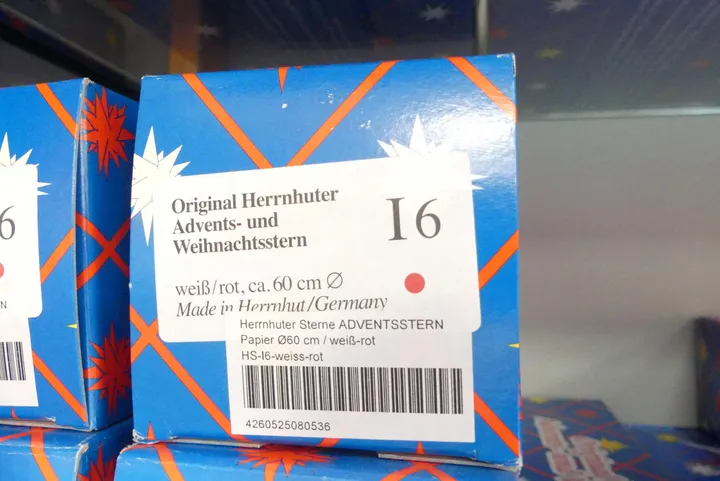 Original Herrnhuter
Advents- und
Weihnachtsstern
I6
weiß/rot, ca. 60 cm Ø
Made in Herrnhut/Germany
Herrnhuter Sterne ADVENTSSTERN
Papier Ø60 cm / weiß-rot
HS-I6-weiss-rot
4260525080536
6